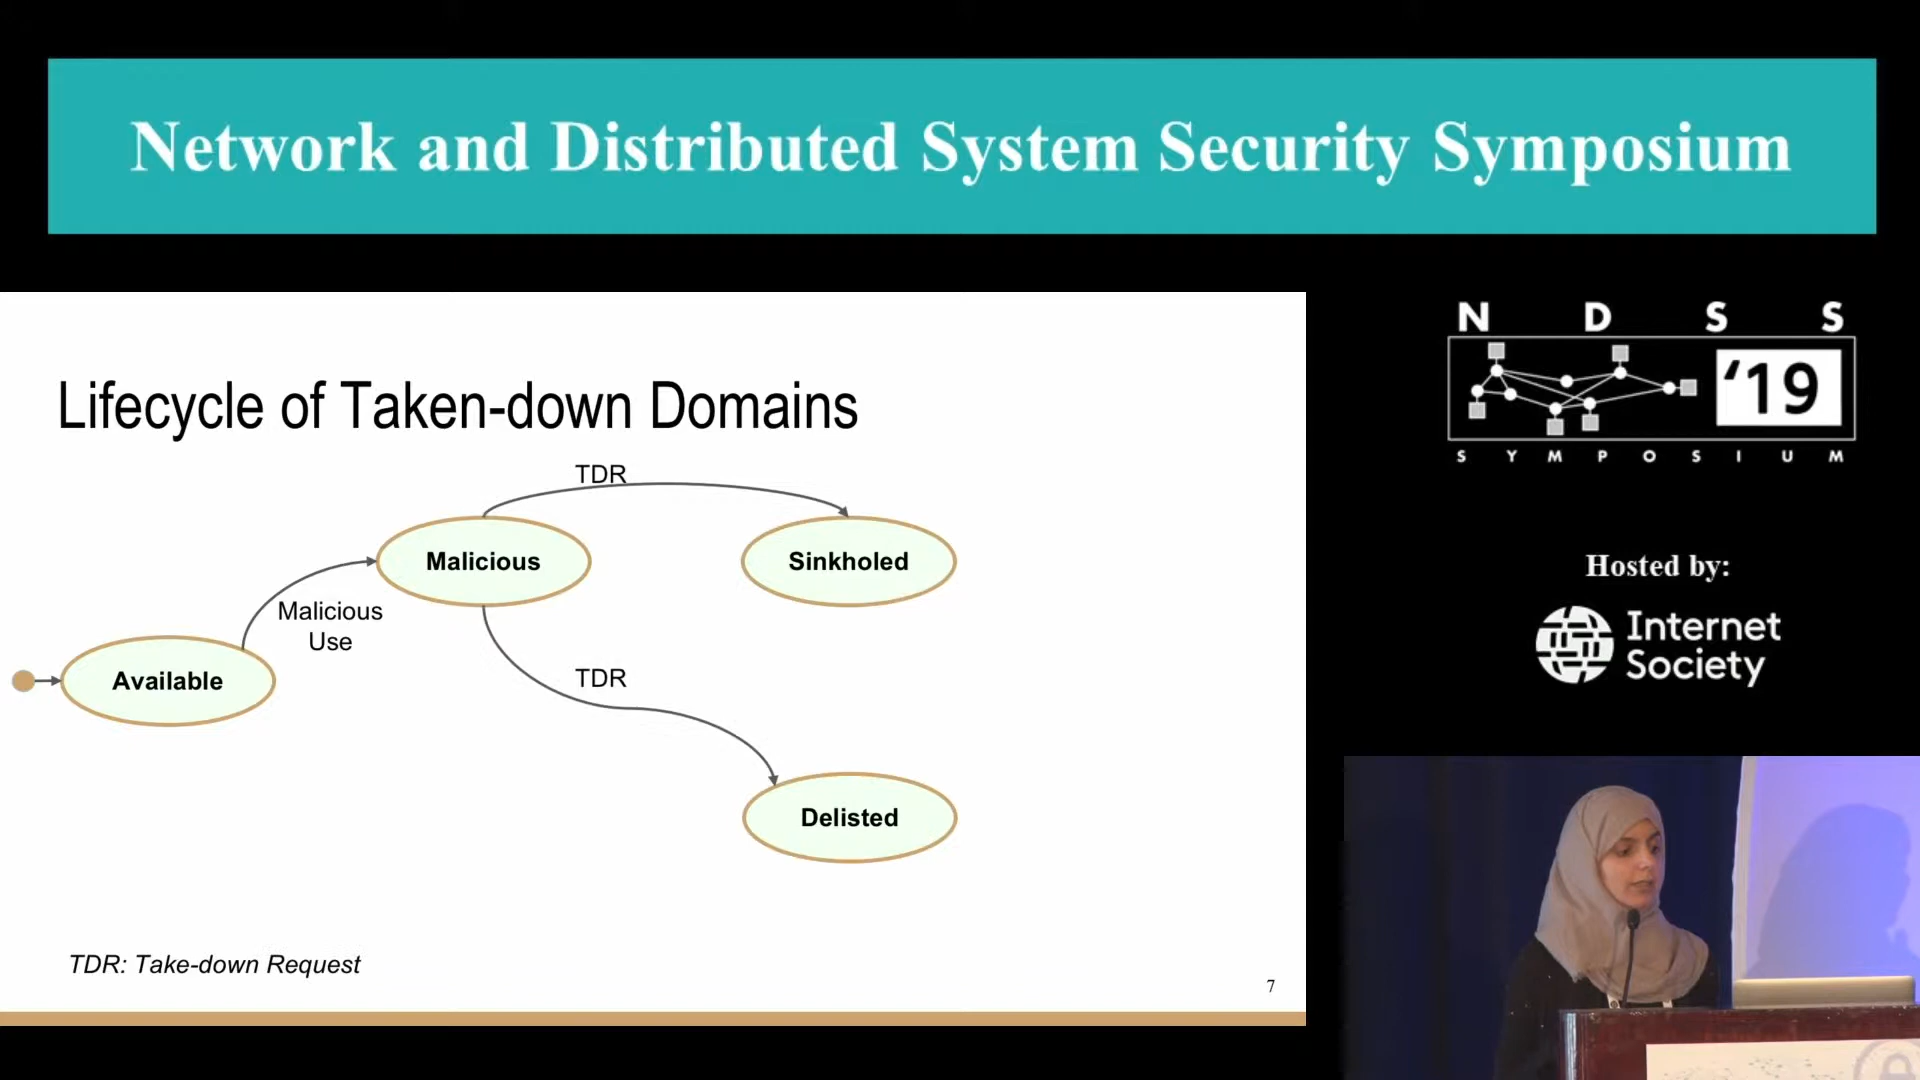 Network and Distributed System Security Symposium
N D S S
'19
S Y M P O S I U M
Hosted by:
Internet
Society
Lifecycle of Taken-down Domains
TDR
Malicious
Sinkholed
Malicious
Use
Available
TDR
Delisted
TDR: Take-down Request
7